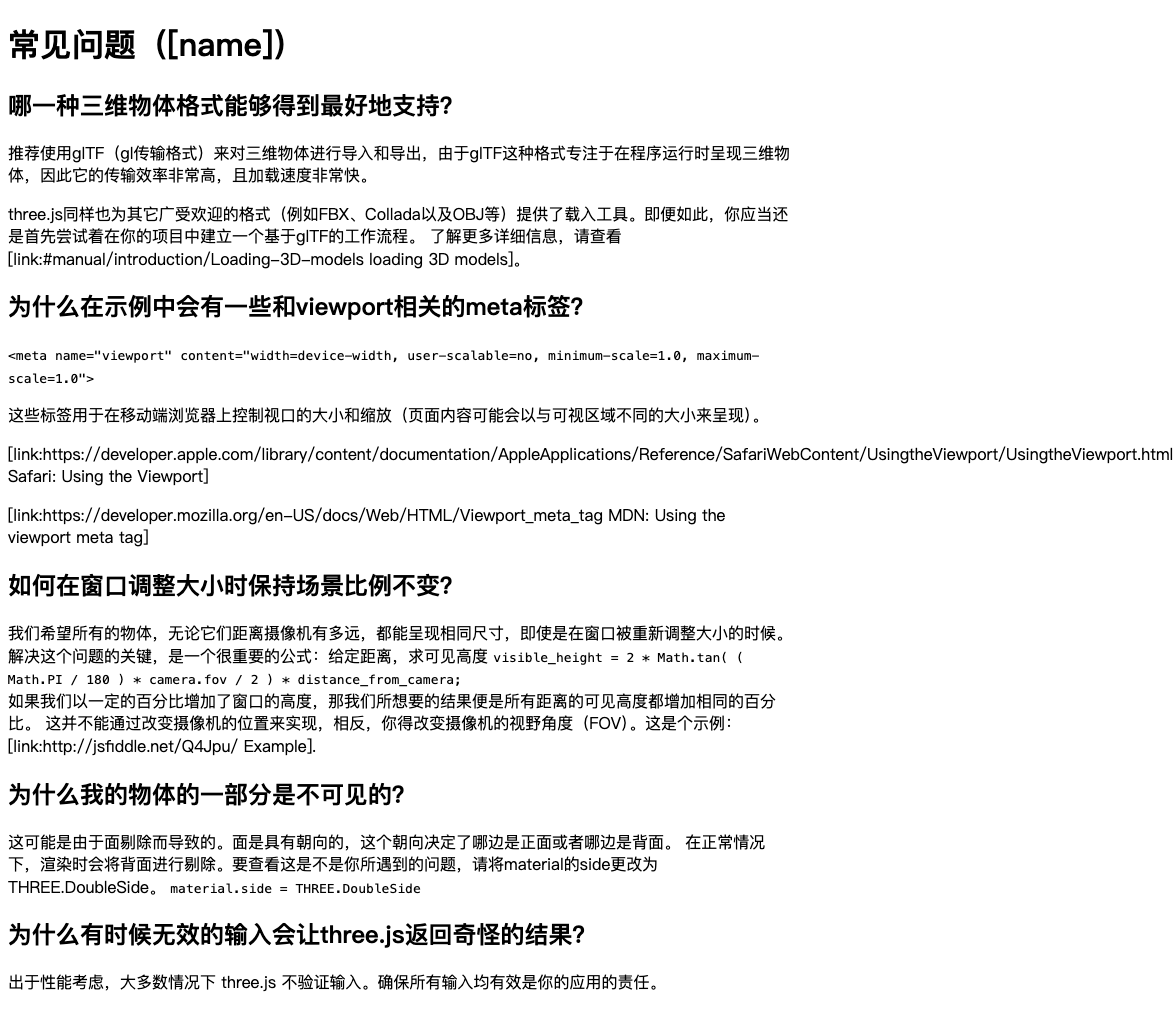 常见问题（[name]）
哪一种三维物体格式能够得到最好地支持？
推荐使用glTF（gl传输格式）来对三维物体进行导入和导出，由于glTF这种格式专注于在程序运行时呈现三维物
体，因此它的传输效率非常高，且加载速度非常快。
three.js同样也为其它广受欢迎的格式（例如FBX、Collada以及OBJ等）提供了载入工具。即便如此，你应当还
是首先尝试着在你的项目中建立一个基于glTF的工作流程。 了解更多详细信息，请查看
[link:#manual/introduction/Loading-3D-models loading 3D models]。
为什么在示例中会有一些和viewport相关的meta标签？
<meta name="viewport" content="width=device-width, user-scalable=no, minimum-scale=1.0, maximum-
scale=1.0">
这些标签用于在移动端浏览器上控制视口的大小和缩放（页面内容可能会以与可视区域不同的大小来呈现）。
[link:https://developer.apple.com/library/content/documentation/AppleApplications/Reference/SafariWebContent/UsingtheViewport/UsingtheViewport.html
Safari: Using the Viewport]
[link:https://developer.mozilla.org/en-US/docs/Web/HTML/Viewport_meta_tag MDN: Using the
viewport meta tag]
如何在窗口调整大小时保持场景比例不变？
我们希望所有的物体，无论它们距离摄像机有多远，都能呈现相同尺寸，即使是在窗口被重新调整大小的时候。
解决这个问题的关键，是一个很重要的公式：给定距离，求可见高度 visible_height = 2 * Math.tan( (
Math.PI / 180 ) * camera.fov / 2 ) * distance_from_camera;
如果我们以一定的百分比增加了窗口的高度，那我们所想要的结果便是所有距离的可见高度都增加相同的百分
比。 这并不能通过改变摄像机的位置来实现，相反，你得改变摄像机的视野角度（FOV）。这是个示例：
[link:http://jsfiddle.net/Q4Jpu/ Example].
为什么我的物体的一部分是不可见的？
这可能是由于面剔除而导致的。面是具有朝向的，这个朝向决定了哪边是正面或者哪边是背面。 在正常情况
下，渲染时会将背面进行剔除。要查看这是不是你所遇到的问题，请将material的side更改为
THREE.DoubleSide。 material.side = THREE.DoubleSide
为什么有时候无效的输入会让three.js返回奇怪的结果？
出于性能考虑，大多数情况下 three.js 不验证输入。确保所有输入均有效是你的应用的责任。